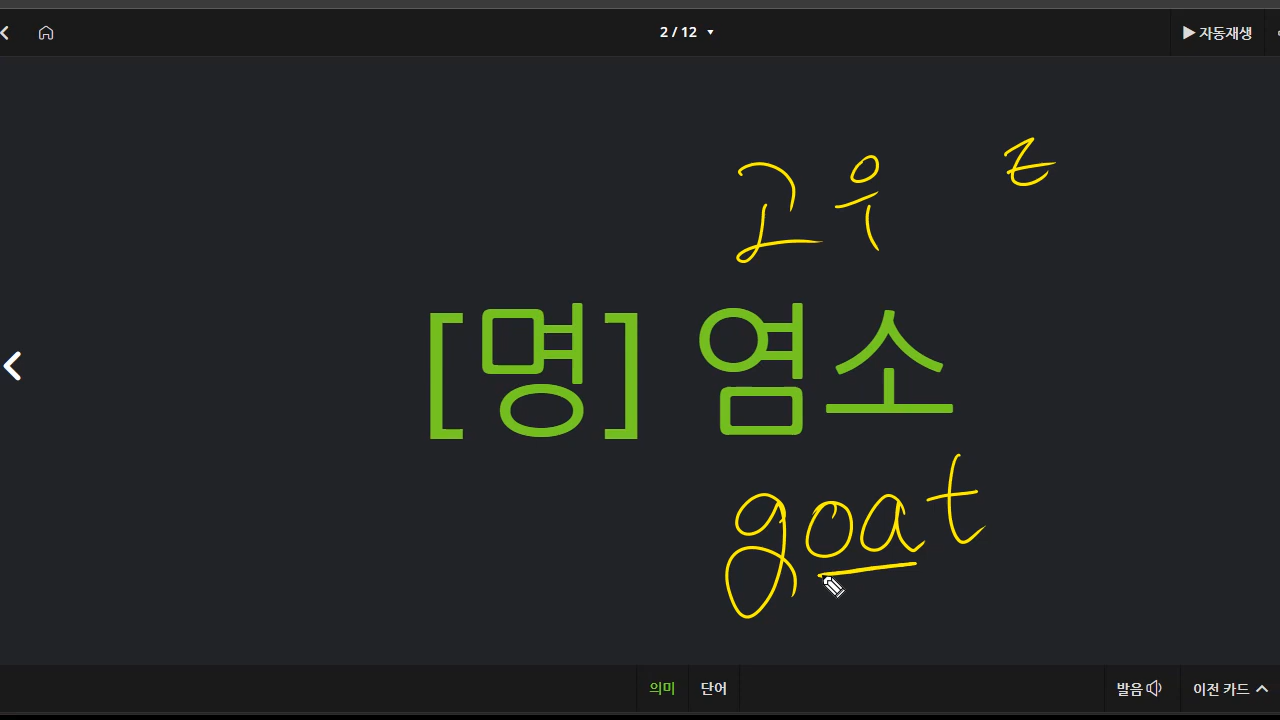 2 / 12
자동재생
고우 ㅌ
[명] 염소
goat
의미 단어
발음 이전 카드